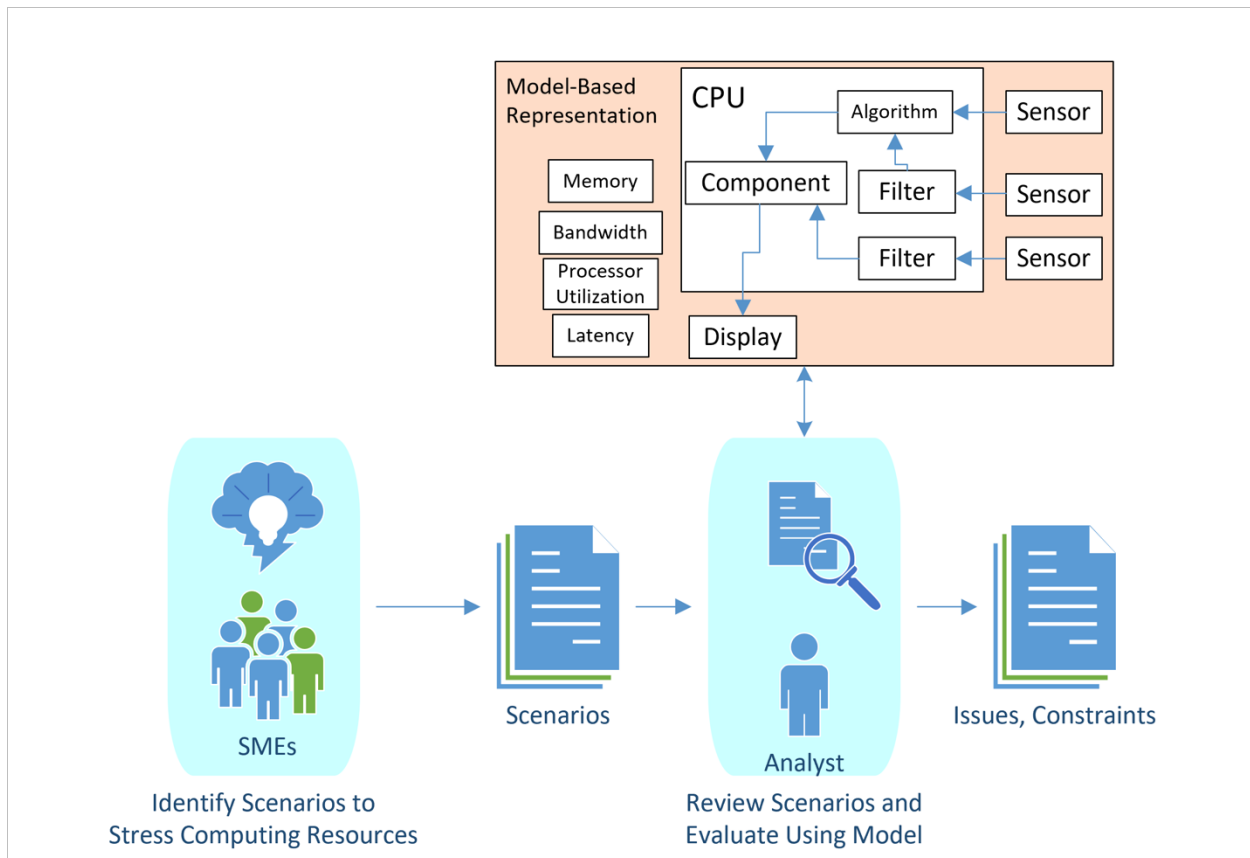 Model-Based
Representation
CPU
Algorithm
Sensor
Memory
Component
Filter
Sensor
Bandwidth
Filter
Sensor
Processor
Utilization
Latency
Display
SMEs
Scenarios
Analyst
Issues, Constraints
Identify Scenarios to
Stress Computing Resources
Review Scenarios and
Evaluate Using Model